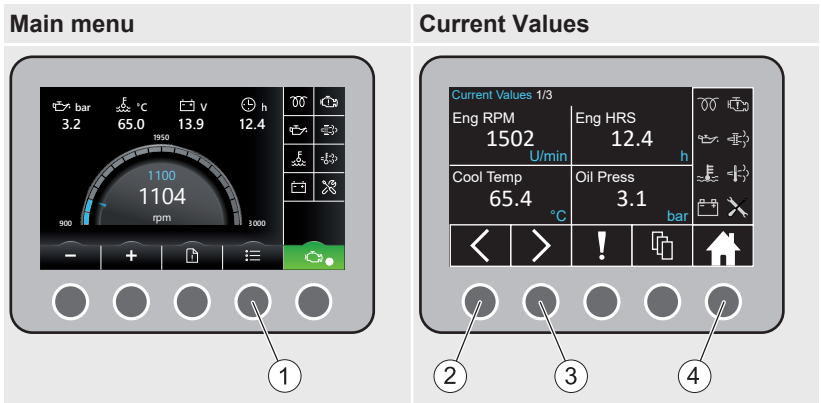 Main menu
Current Values
bar
°C
V
h
3.2
65.0
13.9
12.4
1950
1100
1104
rpm
900
3000
− +
1
Current Values 1/3
Eng RPM
1502
U/min
Eng HRS
12.4
h
Cool Temp
65.4
°C
Oil Press
3.1
bar
!
2
3
4